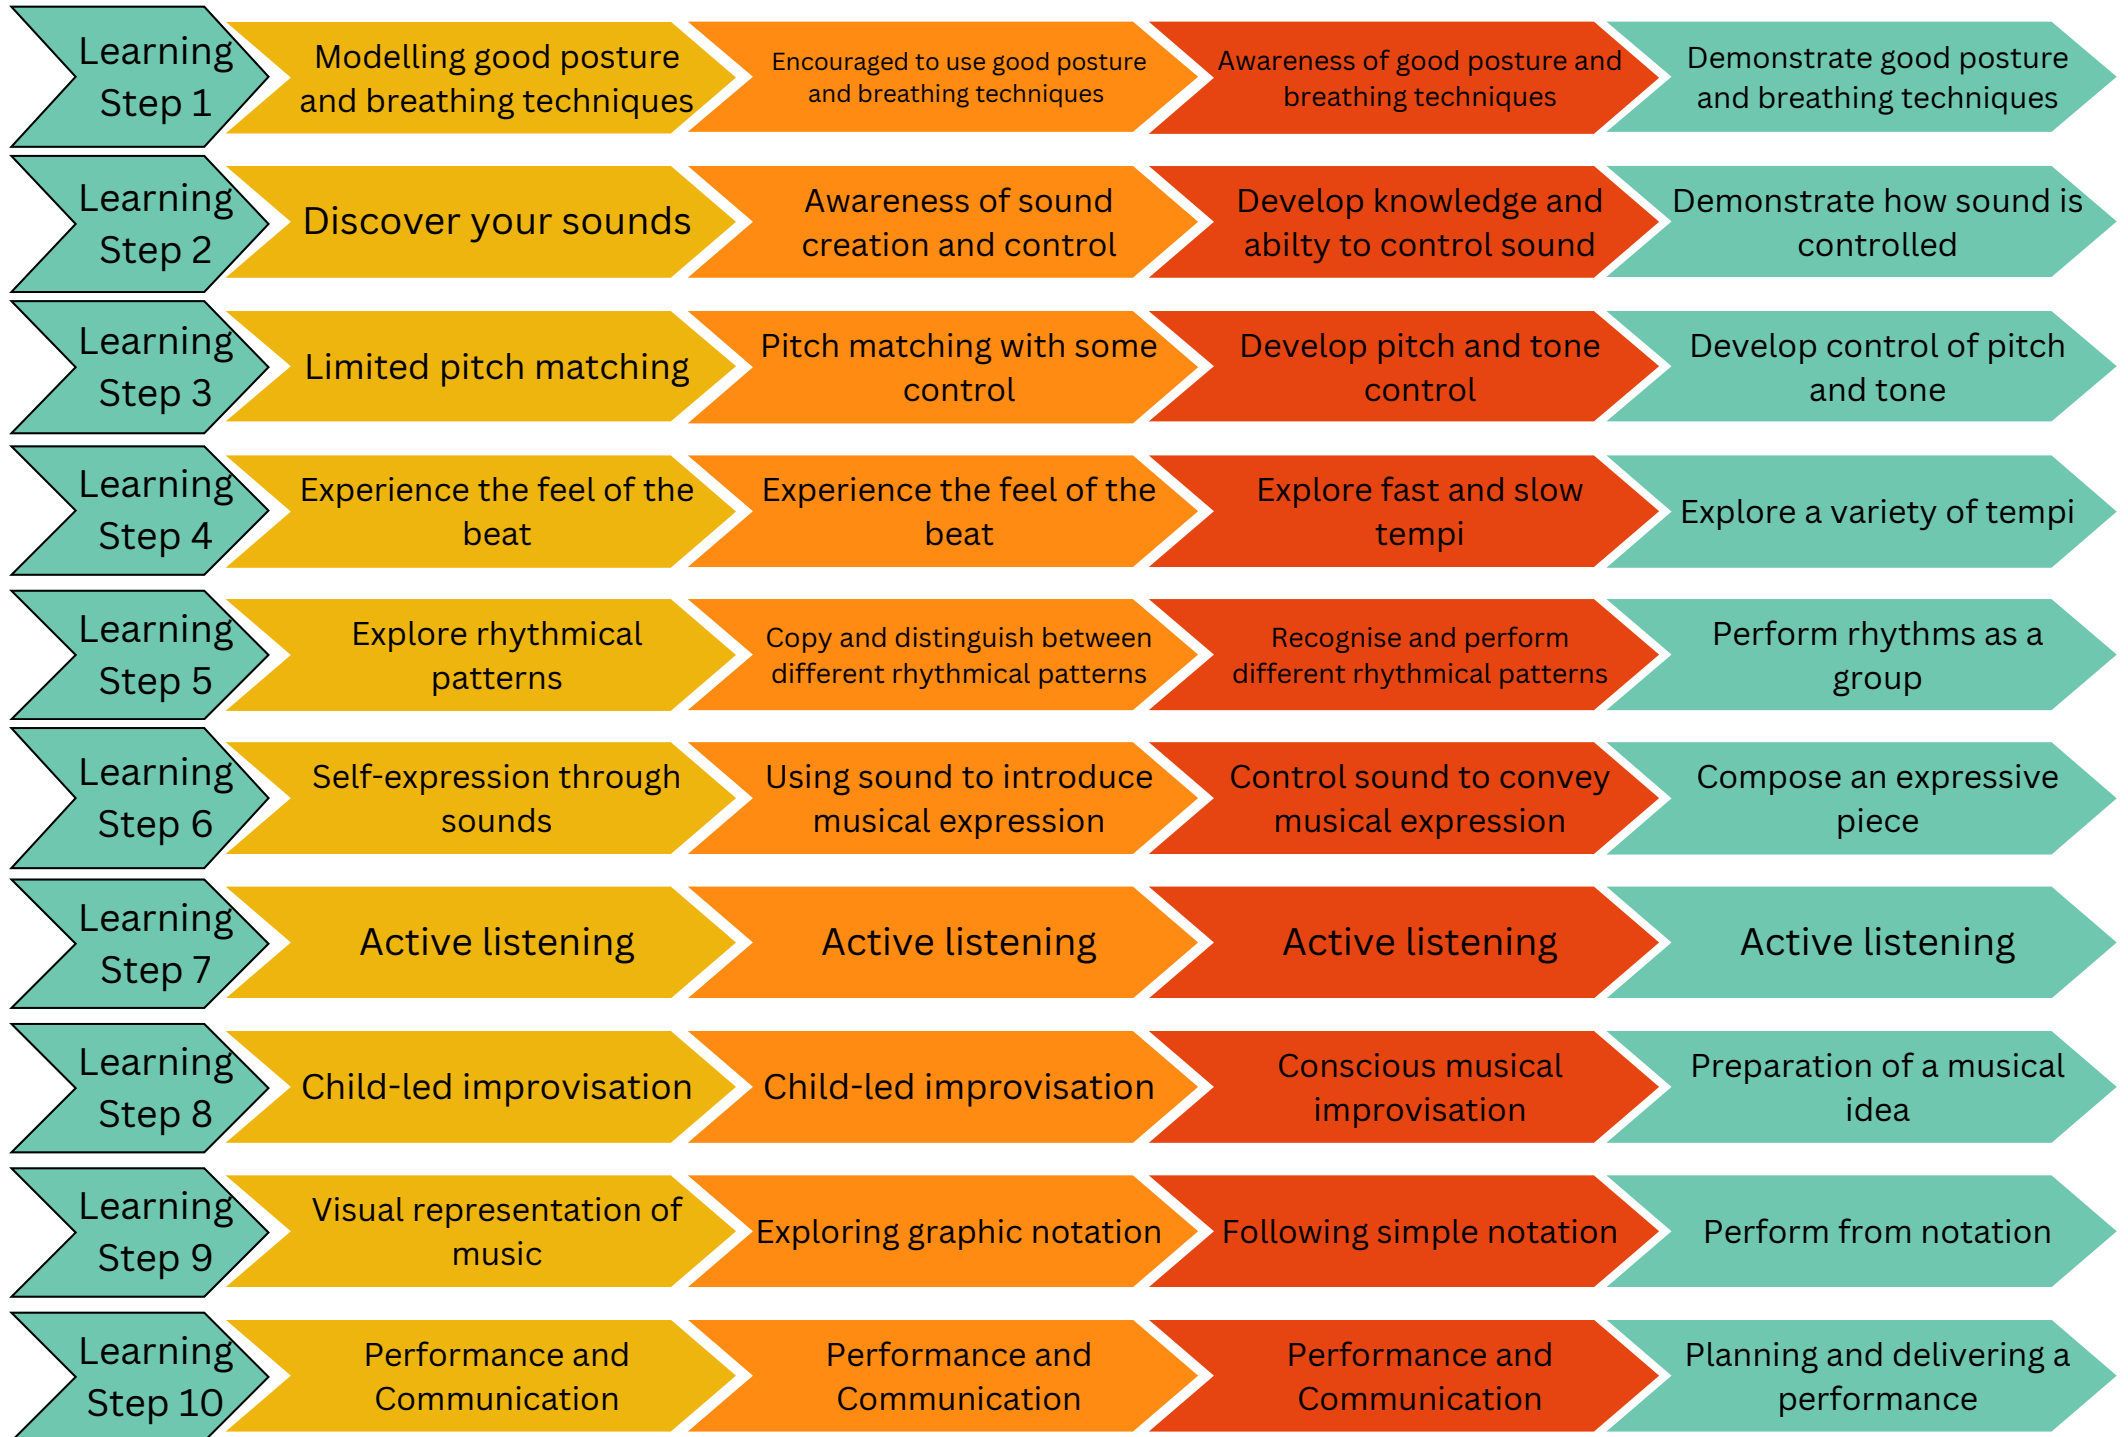 Learning
Step 1
Modelling good posture
and breathing techniques
Encouraged to use good posture
and breathing techniques
Awareness of good posture and
breathing techniques
Demonstrate good posture
and breathing techniques
Learning
Step 2
Discover your sounds
Awareness of sound
creation and control
Develop knowledge and
abilty to control sound
Demonstrate how sound is
controlled
Learning
Step 3
Limited pitch matching
Pitch matching with some
control
Develop pitch and tone
control
Develop control of pitch
and tone
Learning
Step 4
Experience the feel of the
beat
Experience the feel of the
beat
Explore fast and slow
tempi
Explore a variety of tempi
Learning
Step 5
Explore rhythmical
patterns
Copy and distinguish between
different rhythmical patterns
Recognise and perform
different rhythmical patterns
Perform rhythms as a
group
Learning
Step 6
Self-expression through
sounds
Using sound to introduce
musical expression
Control sound to convey
musical expression
Compose an expressive
piece
Learning
Step 7
Active listening
Active listening
Active listening
Active listening
Learning
Step 8
Child-led improvisation
Child-led improvisation
Conscious musical
improvisation
Preparation of a musical
idea
Learning
Step 9
Visual representation of
music
Exploring graphic notation
Following simple notation
Perform from notation
Learning
Step 10
Performance and
Communication
Performance and
Communication
Performance and
Communication
Planning and delivering a
performance